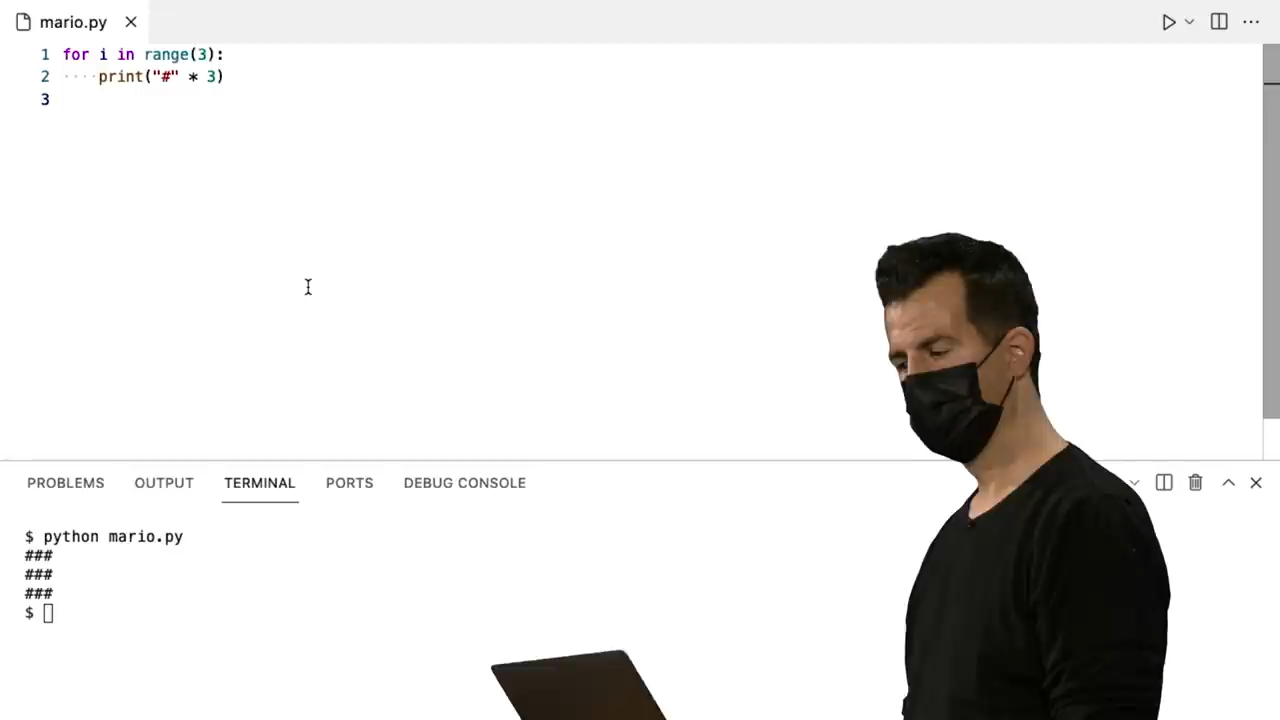 mario.py
1 for i in range(3):
2 ····print("#" * 3)
3
PROBLEMS OUTPUT TERMINAL PORTS DEBUG CONSOLE
$ python mario.py
###
###
###
$